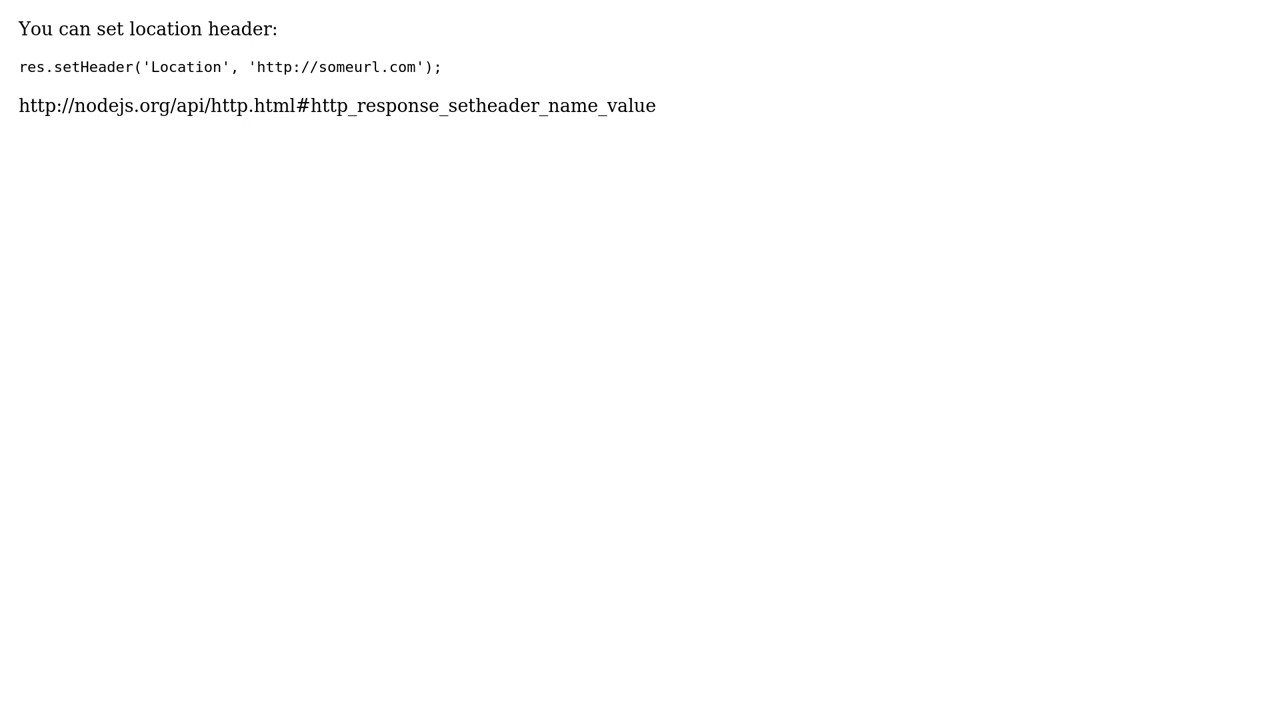 You can set location header:
res.setHeader('Location', 'http://someurl.com');
http://nodejs.org/api/http.html#http_response_setheader_name_value